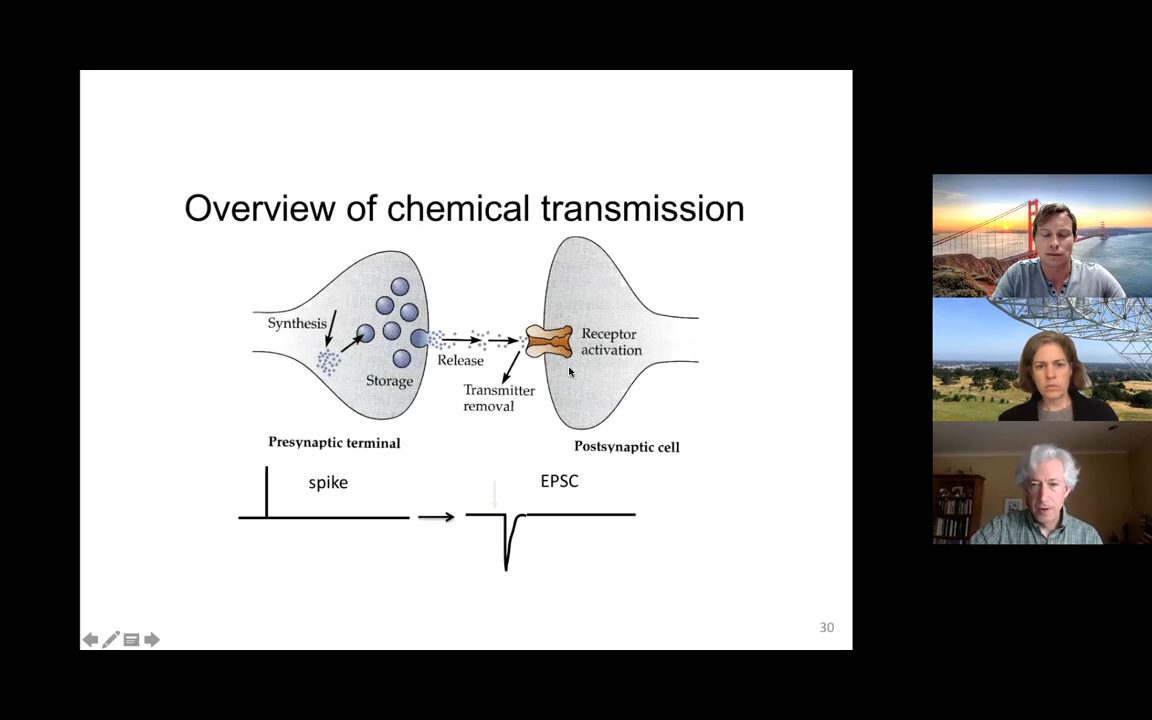 Overview of chemical transmission
Synthesis
Storage
Release
Transmitter
removal
Receptor
activation
Presynaptic terminal
Postsynaptic cell
spike
EPSC
30